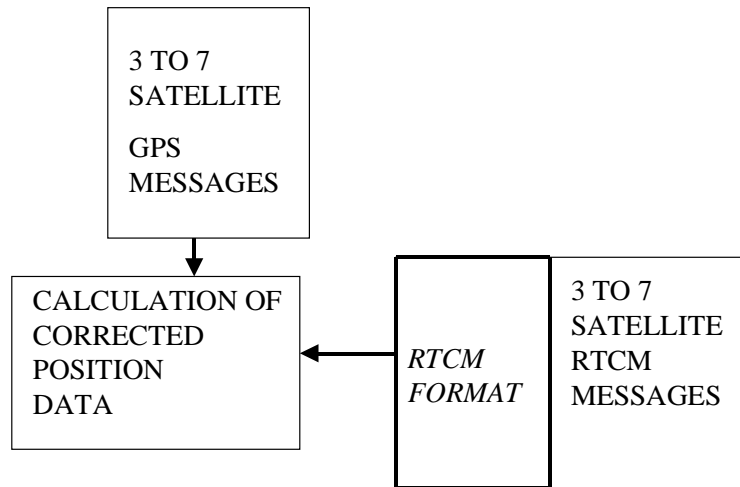 3 TO 7
SATELLITE
GPS
MESSAGES
CALCULATION OF
CORRECTED
POSITION
DATA
RTCM
FORMAT
3 TO 7
SATELLITE
RTCM
MESSAGES